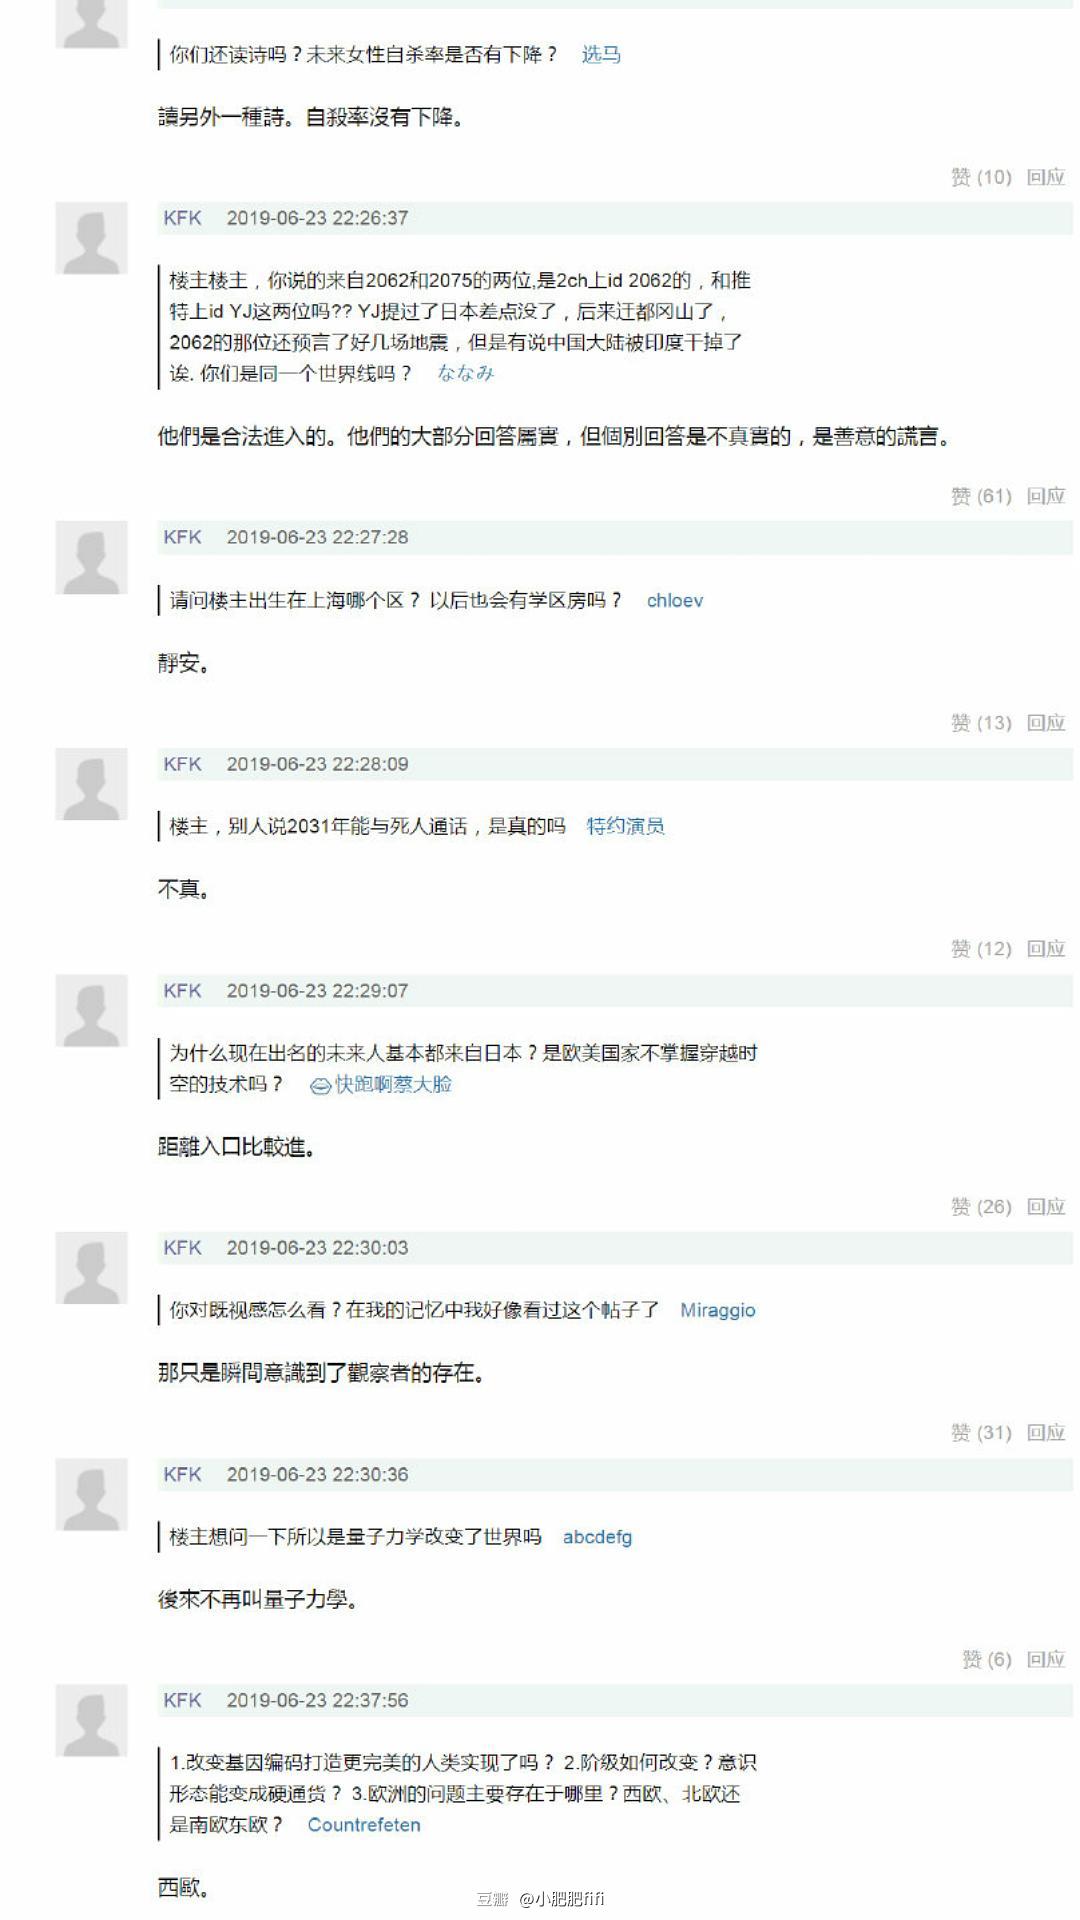 你们还读诗吗？未来女性自杀率是否有下降？ 选马
讀另外一種詩。自殺率沒有下降。
赞 (10) 回应
KFK 2019-06-23 22:26:37
楼主楼主，你说的来自2062和2075的两位,是2ch上id 2062的，和推
特上id YJ这两位吗?? YJ提过了日本差点没了，后来迁都冈山了，
2062的那位还预言了好几场地震，但是有说中国大陆被印度干掉了
诶. 你们是同一个世界线吗？ ななみ
他們是合法進入的。他們的大部分回答屬實，但個別回答是不真實的，是善意的謊言。
赞 (61) 回应
KFK 2019-06-23 22:27:28
请问楼主出生在上海哪个区？ 以后也会有学区房吗？ chloev
靜安。
赞 (13) 回应
KFK 2019-06-23 22:28:09
楼主，别人说2031年能与死人通话，是真的吗 特约演员
不真。
赞 (12) 回应
KFK 2019-06-23 22:29:07
为什么现在出名的未来人基本都来自日本？是欧美国家不掌握穿越时
空的技术吗？ 快跑啊蔡大脸
距離入口比較進。
赞 (26) 回应
KFK 2019-06-23 22:30:03
你对既视感怎么看？在我的记忆中我好像看过这个帖子了 Miraggio
那只是瞬間意識到了觀察者的存在。
赞 (31) 回应
KFK 2019-06-23 22:30:36
楼主想问一下所以是量子力学改变了世界吗 abcdefg
後來不再叫量子力學。
赞 (6) 回应
KFK 2019-06-23 22:37:56
1.改变基因编码打造更完美的人类实现了吗？ 2.阶级如何改变？意识
形态能变成硬通货？ 3.欧洲的问题主要存在于哪里？西欧、北欧还
是南欧东欧？ Countrefeten
西歐。
豆瓣 @小肥肥fifi